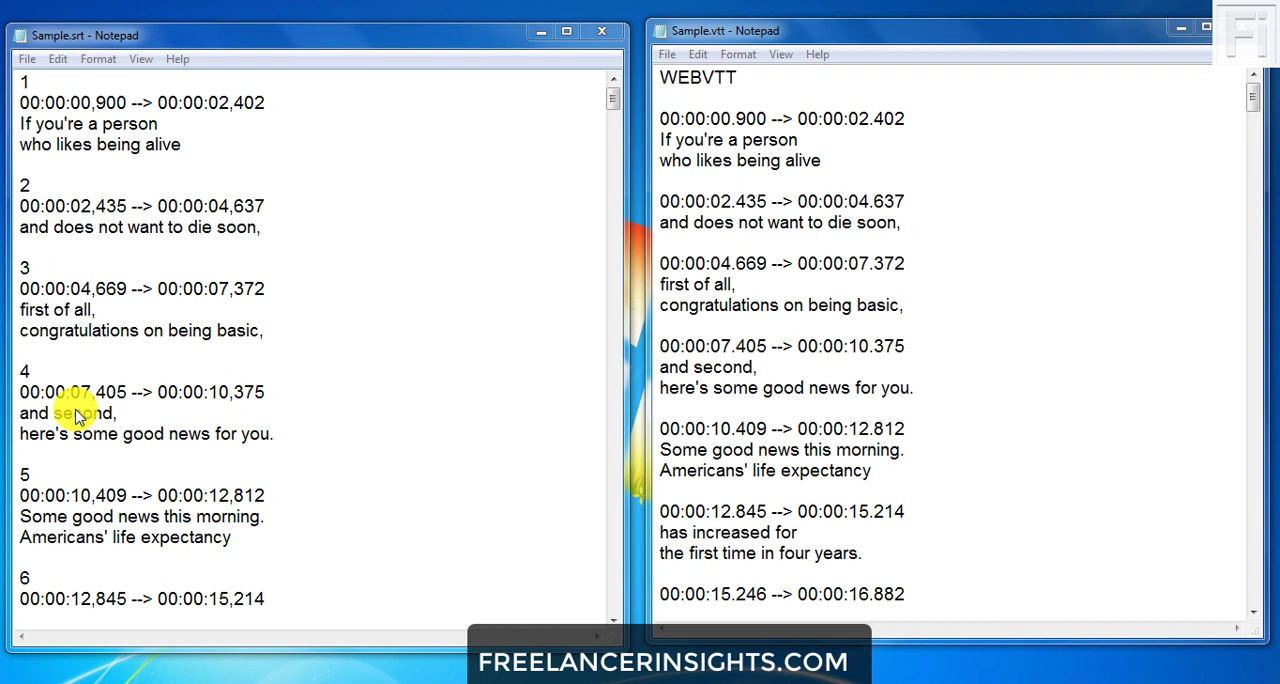 Sample.srt - Notepad
File Edit Format View Help
1
00:00:00,900 --> 00:00:02,402
If you're a person
who likes being alive
2
00:00:02,435 --> 00:00:04,637
and does not want to die soon,
3
00:00:04,669 --> 00:00:07,372
first of all,
congratulations on being basic,
4
00:00:07,405 --> 00:00:10,375
and second,
here's some good news for you.
5
00:00:10,409 --> 00:00:12,812
Some good news this morning.
Americans' life expectancy
6
00:00:12,845 --> 00:00:15,214
Sample.vtt - Notepad
File Edit Format View Help
WEBVTT
00:00:00.900 --> 00:00:02.402
If you're a person
who likes being alive
00:00:02.435 --> 00:00:04.637
and does not want to die soon,
00:00:04.669 --> 00:00:07.372
first of all,
congratulations on being basic,
00:00:07.405 --> 00:00:10.375
and second,
here's some good news for you.
00:00:10.409 --> 00:00:12.812
Some good news this morning.
Americans' life expectancy
00:00:12.845 --> 00:00:15.214
has increased for
the first time in four years.
00:00:15.246 --> 00:00:16.882
Fi
FREELANCERINSIGHTS.COM